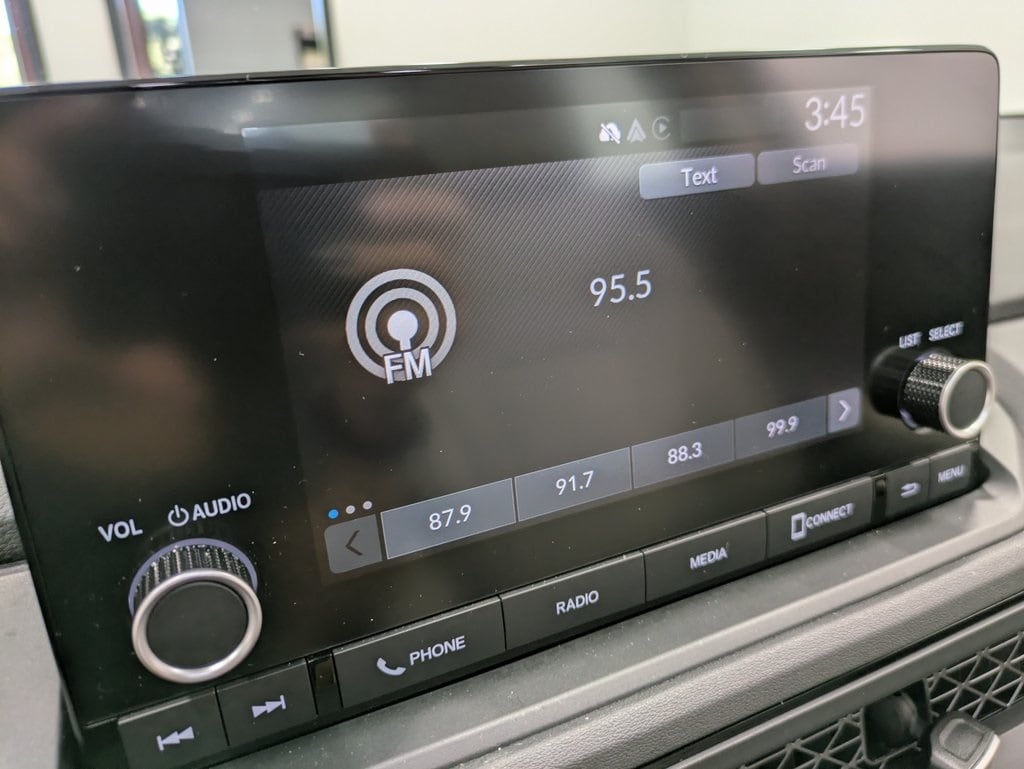 3:45
Text Scan
95.5
FM
LIST SELECT
87.9 91.7 88.3 99.9
VOL AUDIO
PHONE RADIO MEDIA CONNECT MENU